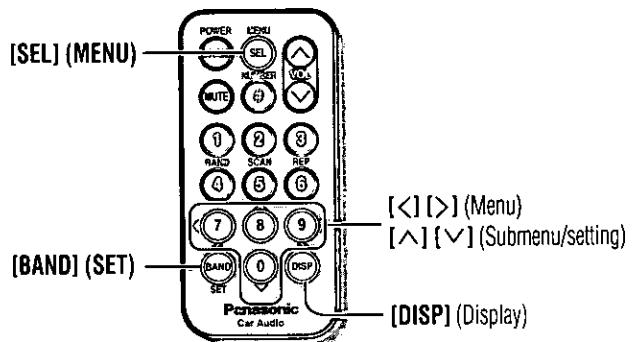 POWER MENU
[SEL] (MENU)
SEL
VOL
NUMBER
MUTE #
1 2 3
RAND SCAN REP
4 5 6
[<] [>] (Menu)
7 8 9
[∧] [∨] (Submenu/setting)
[BAND] (SET)
BAND 0 DISP
SET
Panasonic
Car Audio
[DISP] (Display)